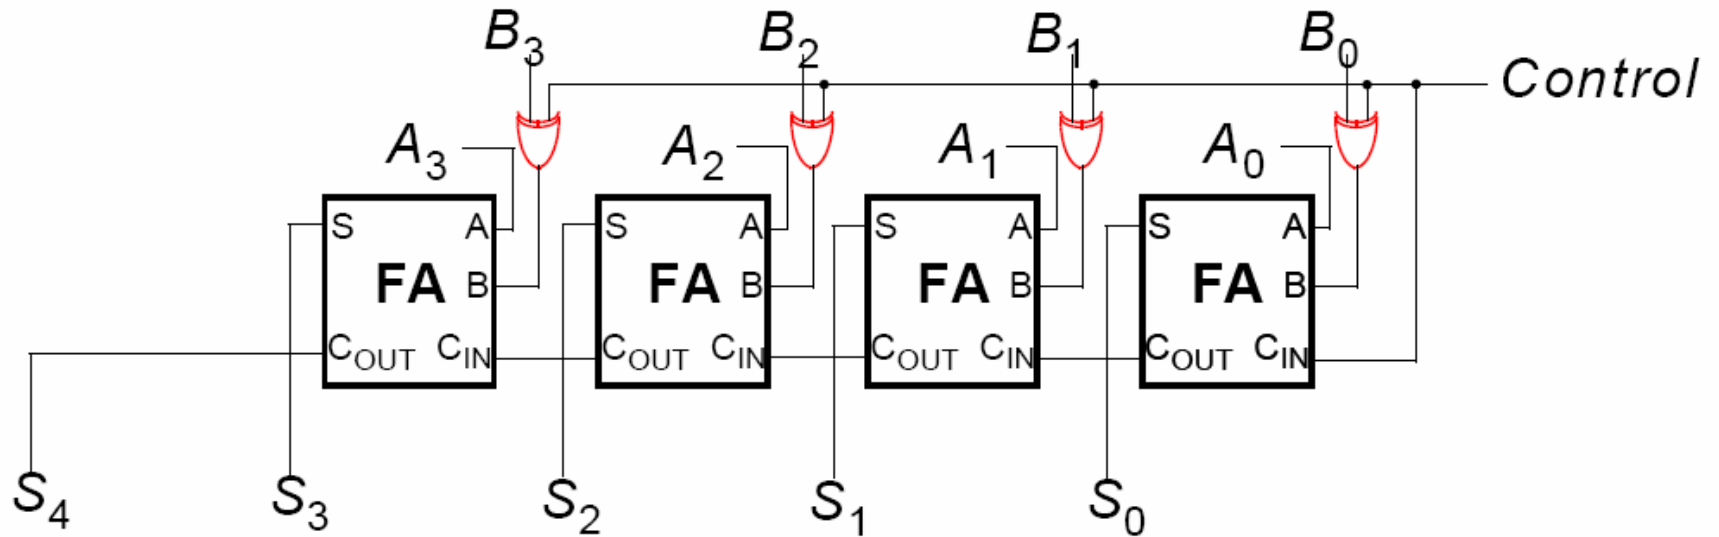 B3 B2 B1 B0
Control
A3 A2 A1 A0
S A S A S A S A
FA B FA B FA B FA B
COUT CIN COUT CIN COUT CIN COUT CIN
S4 S3 S2 S1 S0